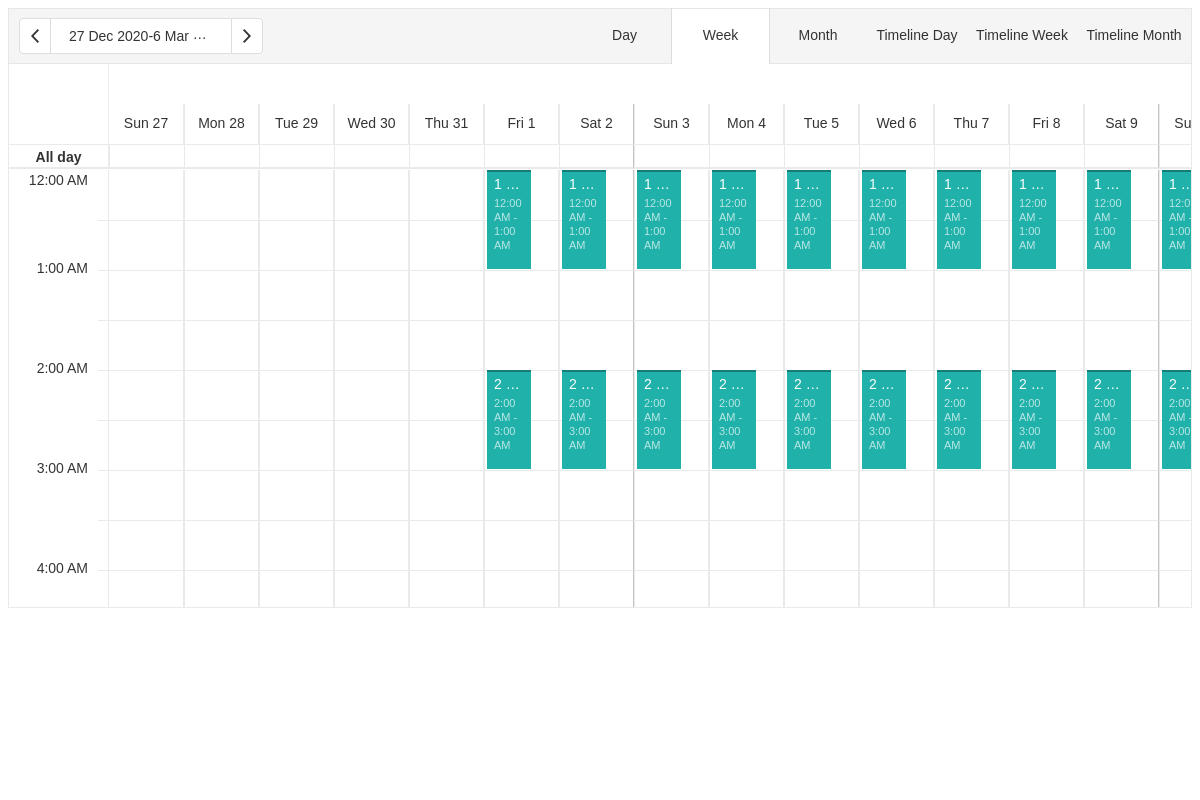 27 Dec 2020-6 Mar ...
Day
Week
Month
Timeline Day
Timeline Week
Timeline Month
Sun 27
Mon 28
Tue 29
Wed 30
Thu 31
Fri 1
Sat 2
Sun 3
Mon 4
Tue 5
Wed 6
Thu 7
Fri 8
Sat 9
Su
All day
12:00 AM
1 ...
12:00
AM -
1:00
AM
1 ...
12:00
AM -
1:00
AM
1 ...
12:00
AM -
1:00
AM
1 ...
12:00
AM -
1:00
AM
1 ...
12:00
AM -
1:00
AM
1 ...
12:00
AM -
1:00
AM
1 ...
12:00
AM -
1:00
AM
1 ...
12:00
AM -
1:00
AM
1 ...
12:00
AM -
1:00
AM
1 ..
12:0
AM -
1:00
AM
1:00 AM
2:00 AM
2 ...
2:00
AM -
3:00
AM
2 ...
2:00
AM -
3:00
AM
2 ...
2:00
AM -
3:00
AM
2 ...
2:00
AM -
3:00
AM
2 ...
2:00
AM -
3:00
AM
2 ...
2:00
AM -
3:00
AM
2 ...
2:00
AM -
3:00
AM
2 ...
2:00
AM -
3:00
AM
2 ...
2:00
AM -
3:00
AM
2 ..
2:00
AM -
3:00
AM
3:00 AM
4:00 AM